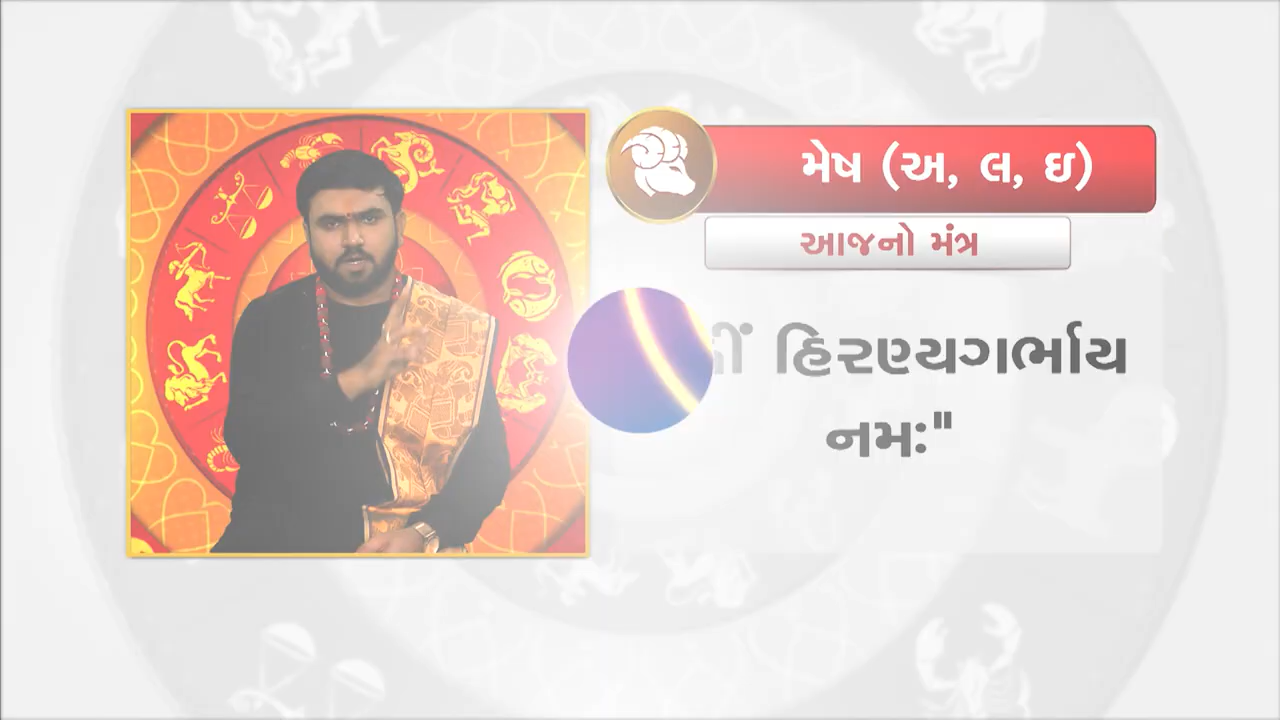 મેષ (અ, લ, ઇ)
આજનો મંત્ર
હિરણ્યગર્ભાય
નમઃ"